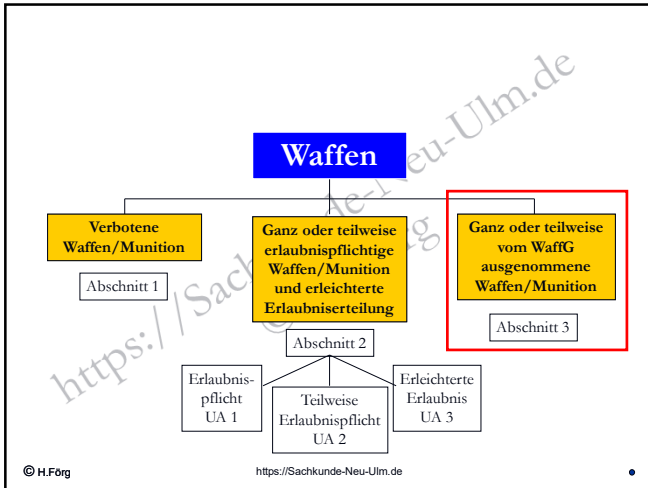 Waffen
Verbotene
Waffen/Munition
Abschnitt 1
Ganz oder teilweise
erlaubnispflichtige
Waffen/Munition
und erleichterte
Erlaubniserteilung
Abschnitt 2
Ganz oder teilweise
vom WaffG
ausgenommene
Waffen/Munition
Abschnitt 3
Erlaubnis-
pflicht
UA 1
Teilweise
Erlaubnispflicht
UA 2
Erleichterte
Erlaubnis
UA 3
https://Sachkunde-Neu-Ulm.de
© H.Förg
© H.Förg
https://Sachkunde-Neu-Ulm.de